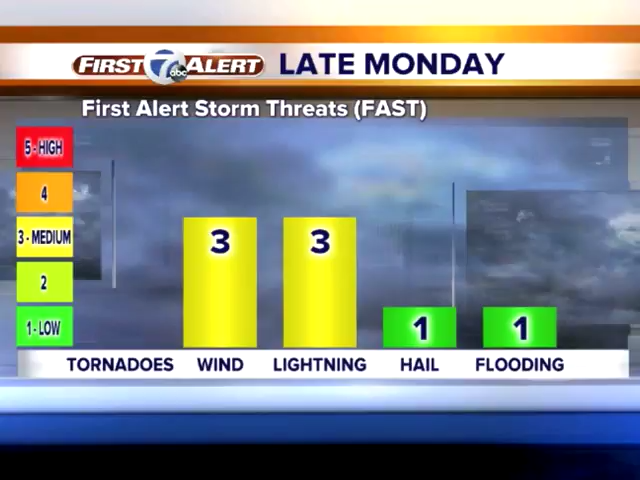 FIRST 7 abc ALERT LATE MONDAY
First Alert Storm Threats (FAST)
5 - HIGH
4
3 - MEDIUM
2
1 - LOW
3 3 1 1
TORNADOES WIND LIGHTNING HAIL FLOODING